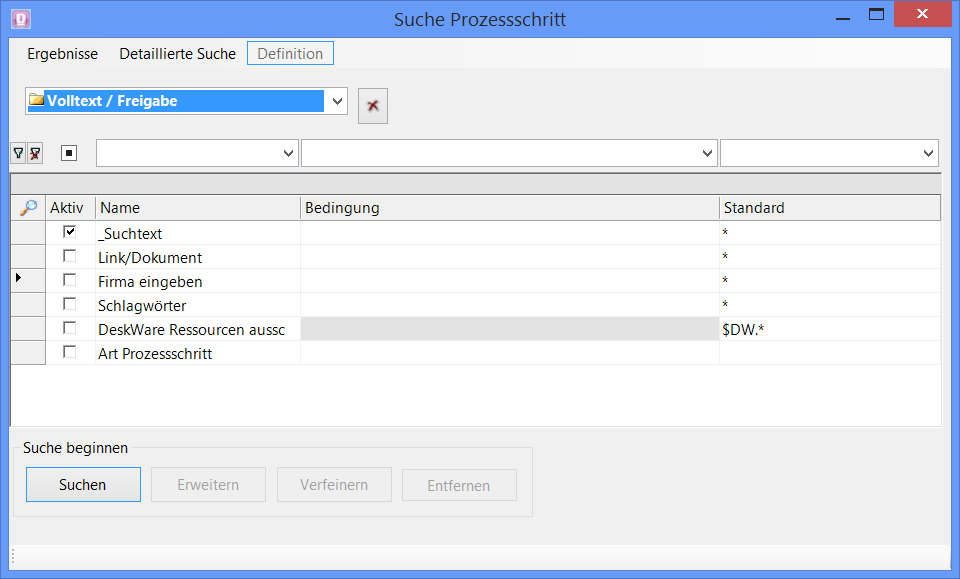 Suche Prozessschritt
Ergebnisse Detaillierte Suche Definition
Volltext / Freigabe
Aktiv Name Bedingung Standard
_Suchtext *
Link/Dokument *
Firma eingeben *
Schlagwörter *
DeskWare Ressourcen aussc $DW.*
Art Prozessschritt
Suche beginnen
Suchen Erweitern Verfeinern Entfernen